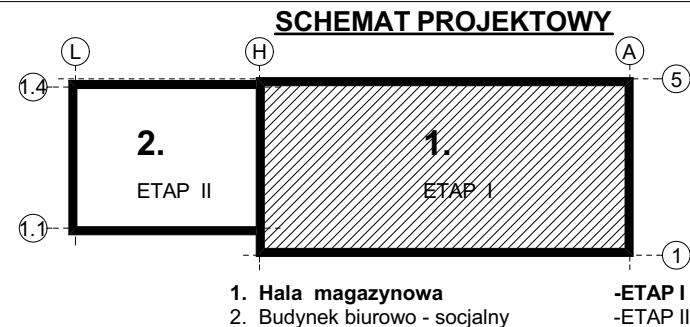 SCHEMAT PROJEKTOWY
L H A
1.4 5
2. 1.
ETAP II ETAP I
1.1 1
1. Hala magazynowa -ETAP I
2. Budynek biurowo - socjalny -ETAP II